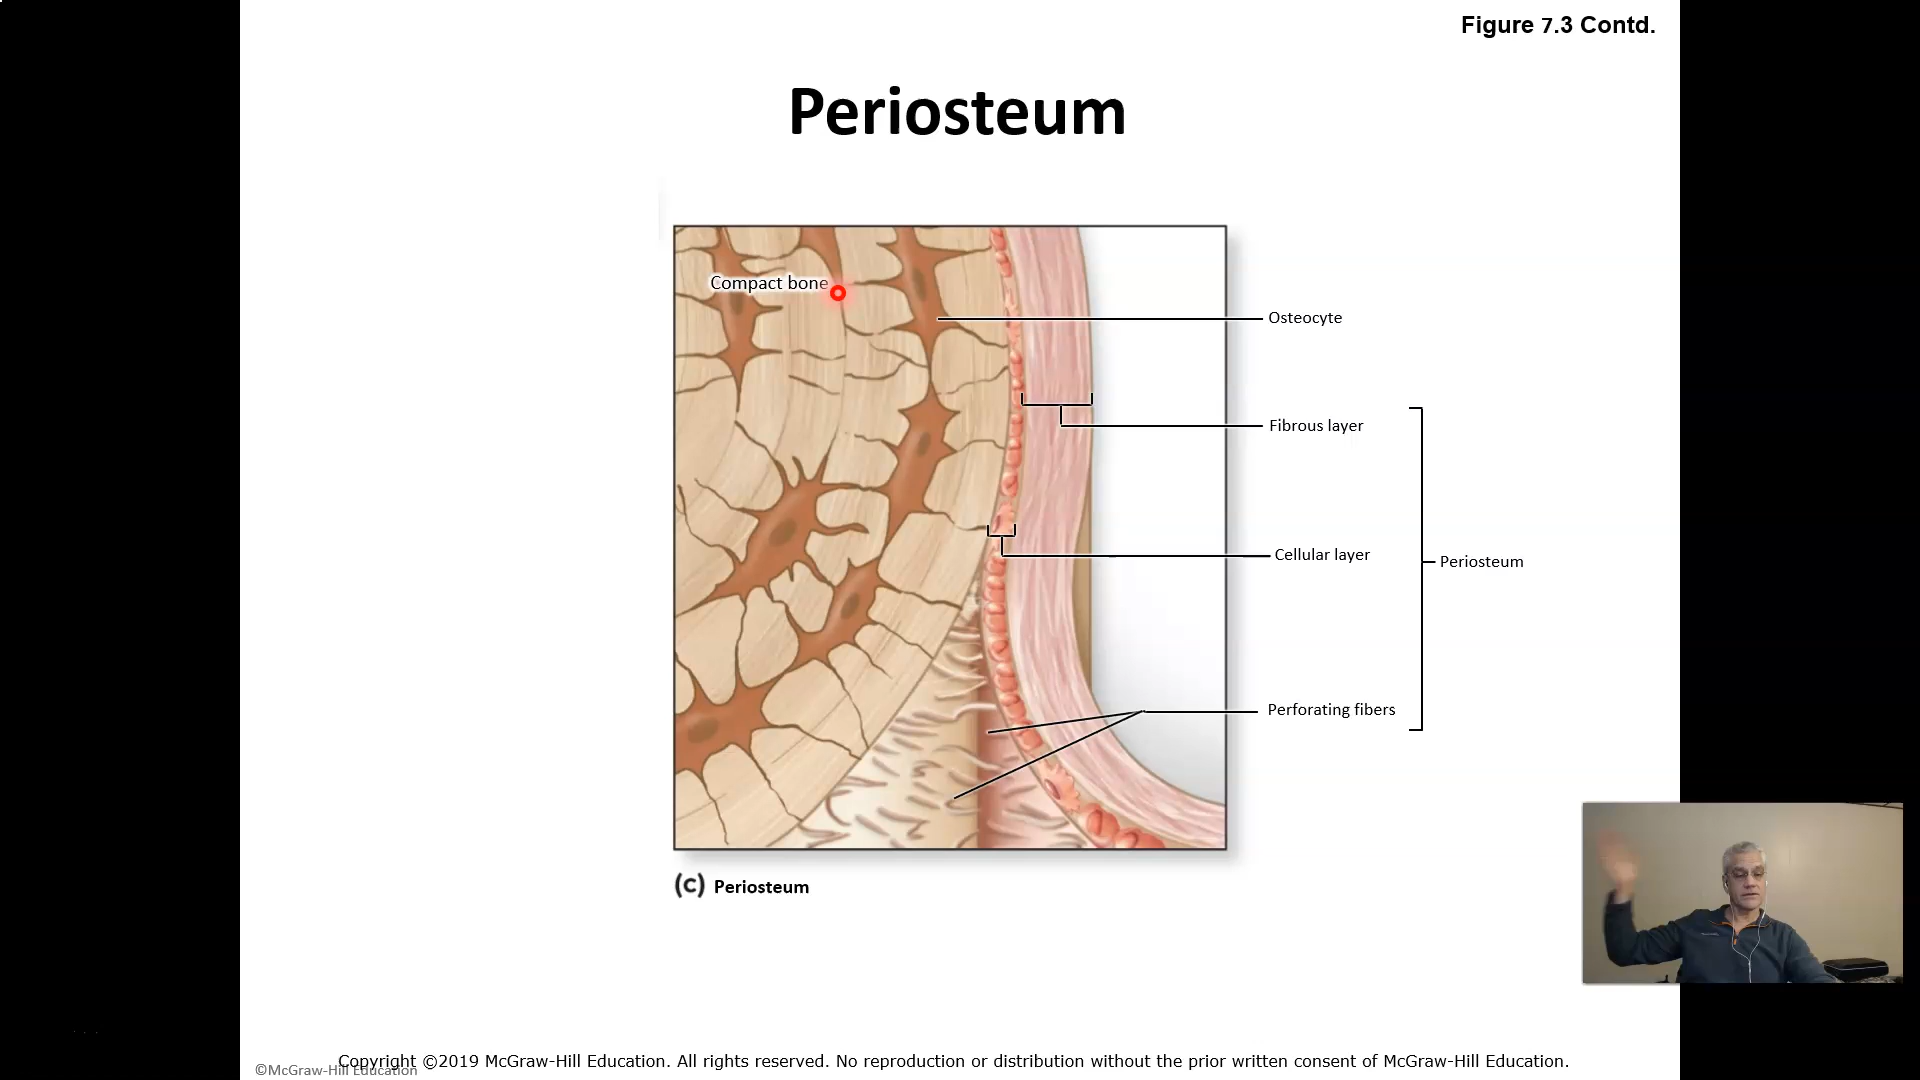 Figure 7.3 Contd.
Periosteum
Compact bone
Osteocyte
Fibrous layer
Cellular layer
Periosteum
Perforating fibers
(c) Periosteum
Copyright ©2019 McGraw-Hill Education. All rights reserved. No reproduction or distribution without the prior written consent of McGraw-Hill Education.
©McGraw-Hill Education